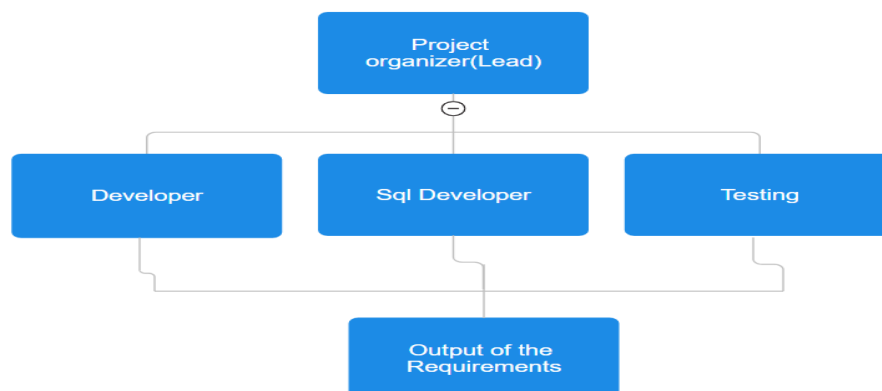 Project
organizer(Lead)
Developer
Sql Developer
Testing
Output of the
Requirements